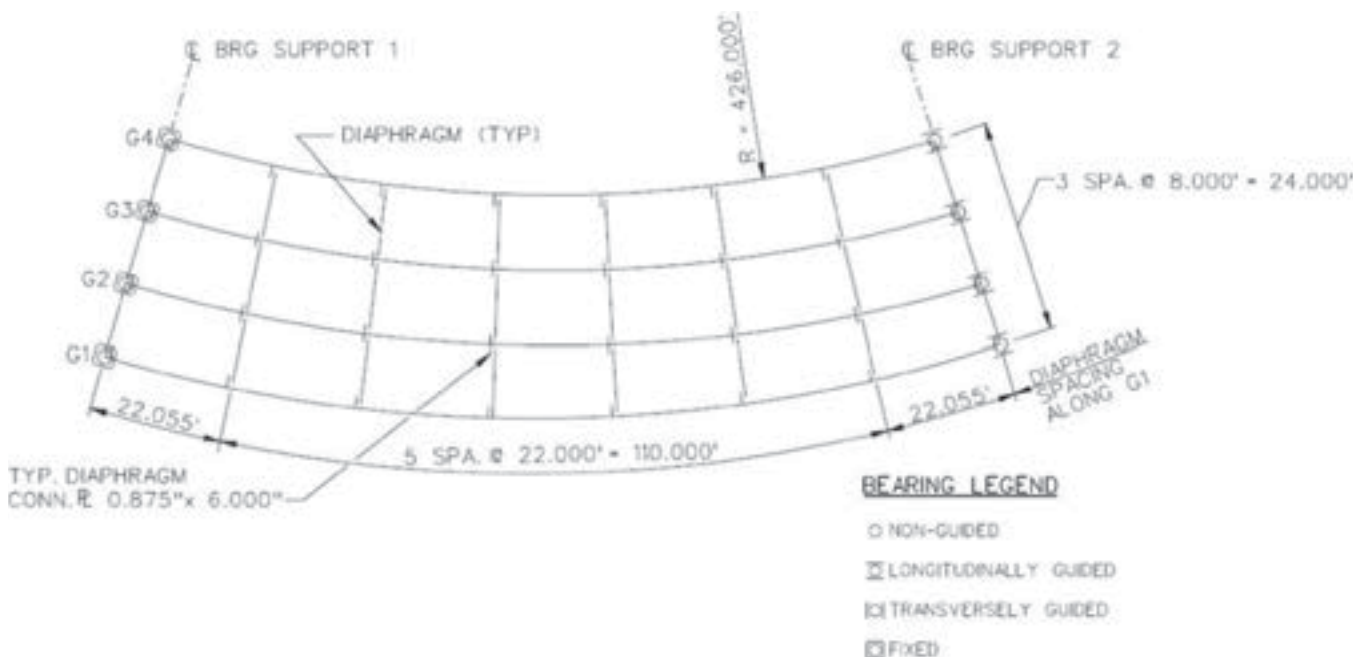 ℄ BRG SUPPORT 1
℄ BRG SUPPORT 2
R = 426.000'
G4
DIAPHRAGM (TYP)
3 SPA. @ 8.000' = 24.000'
G3
G2
G1
22.055'
5 SPA. @ 22.000' = 110.000'
22.055'
DIAPHRAGM
SPACING
ALONG G1
TYP. DIAPHRAGM
CONN. ⅊ 0.875" x 6.000"
BEARING LEGEND
NON-GUIDED
LONGITUDINALLY GUIDED
TRANSVERSELY GUIDED
FIXED